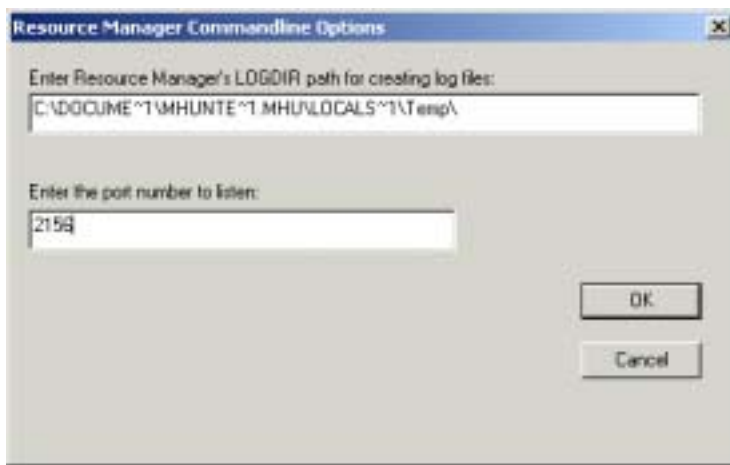 Resource Manager Commandline Options
Enter Resource Manager's LOGDIR path for creating log files:
C:\DOCUME~1\MHUNTE~1.MHU\LOCALS~1\Temp\
Enter the port number to listen:
2156
OK
Cancel